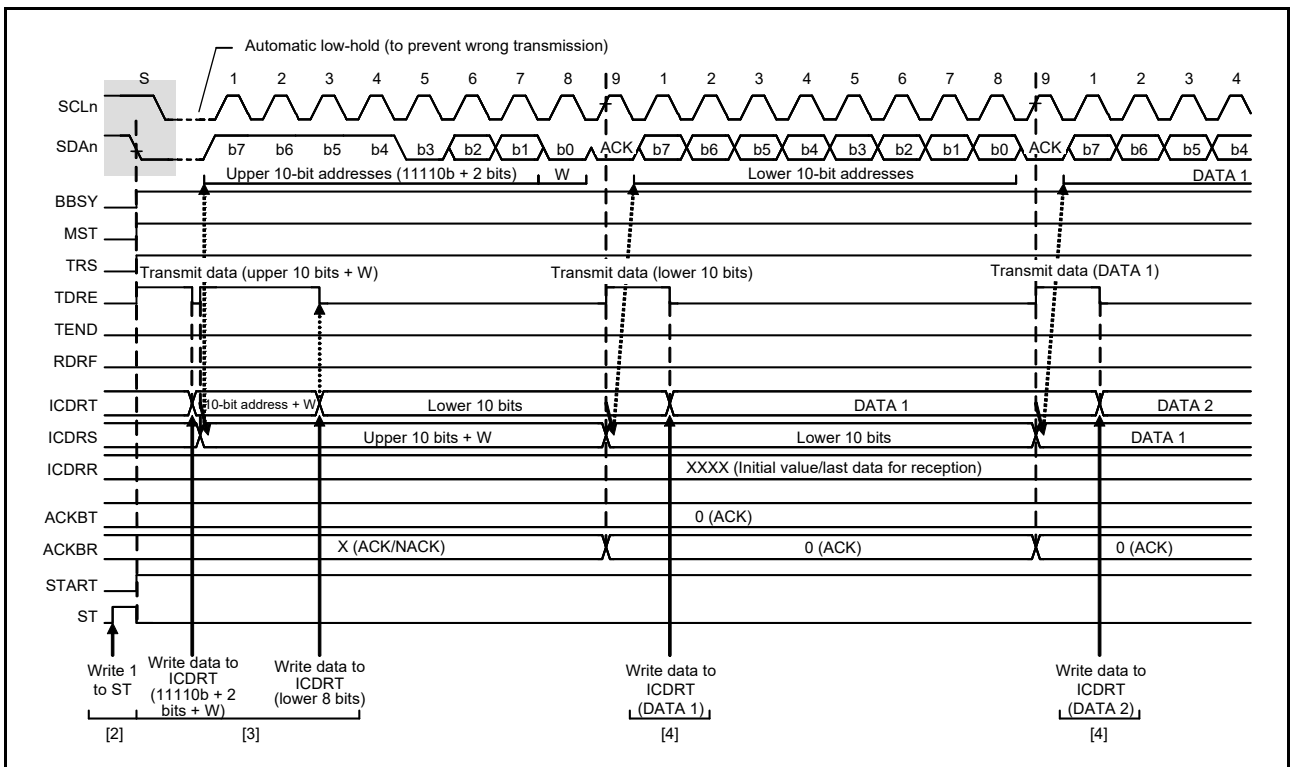 Automatic low-hold (to prevent wrong transmission)
S 1 2 3 4 5 6 7 8 9 1 2 3 4 5 6 7 8 9 1 2 3 4
SCLn
SDAn b7 b6 b5 b4 b3 b2 b1 b0 ACK b7 b6 b5 b4 b3 b2 b1 b0 ACK b7 b6 b5 b4
Upper 10-bit addresses (11110b + 2 bits) W Lower 10-bit addresses DATA 1
BBSY
MST
TRS
Transmit data (upper 10 bits + W) Transmit data (lower 10 bits) Transmit data (DATA 1)
TDRE
TEND
RDRF
ICDRT 10-bit address + W Lower 10 bits DATA 1 DATA 2
ICDRS Upper 10 bits + W Lower 10 bits DATA 1
ICDRR XXXX (Initial value/last data for reception)
ACKBT 0 (ACK)
ACKBR X (ACK/NACK) 0 (ACK) 0 (ACK)
START
ST
Write 1
to ST
Write data to
ICDRT
(11110b + 2
bits + W)
Write data to
ICDRT
(lower 8 bits)
Write data to
ICDRT
(DATA 1)
Write data to
ICDRT
(DATA 2)
[2] [3] [4] [4]